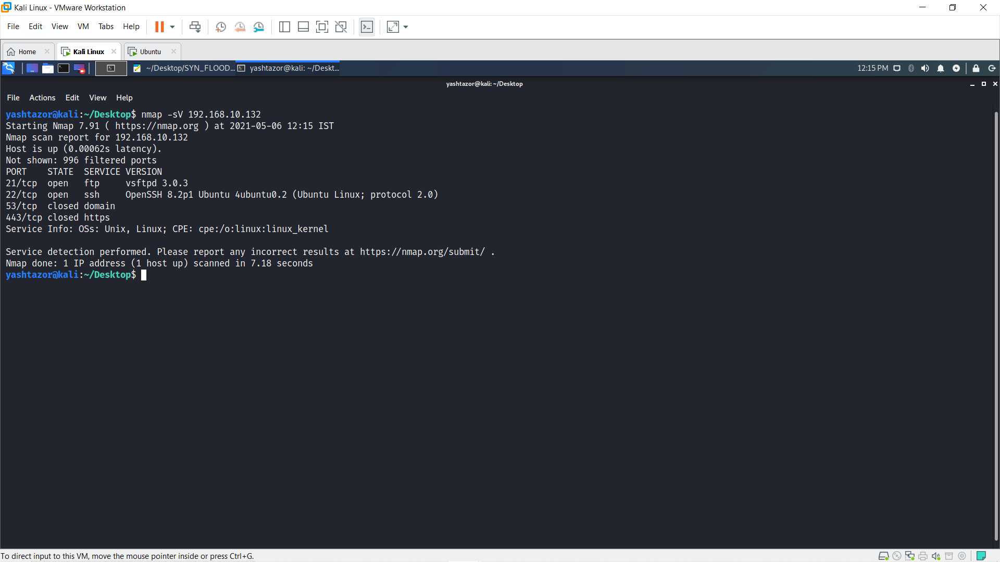 Kali Linux - VMware Workstation
File Edit View VM Tabs Help
Home Kali Linux Ubuntu
~/Desktop/SYN_FLOOD... yashtazor@kali: ~/Deskt... 12:15 PM
yashtazor@kali: ~/Desktop
File Actions Edit View Help
yashtazor@kali:~/Desktop$ nmap -sV 192.168.10.132
Starting Nmap 7.91 ( https://nmap.org ) at 2021-05-06 12:15 IST
Nmap scan report for 192.168.10.132
Host is up (0.00062s latency).
Not shown: 996 filtered ports
PORT    STATE  SERVICE VERSION
21/tcp  open   ftp     vsftpd 3.0.3
22/tcp  open   ssh     OpenSSH 8.2p1 Ubuntu 4ubuntu0.2 (Ubuntu Linux; protocol 2.0)
53/tcp  closed domain
443/tcp closed https
Service Info: OSs: Unix, Linux; CPE: cpe:/o:linux:linux_kernel
Service detection performed. Please report any incorrect results at https://nmap.org/submit/ .
Nmap done: 1 IP address (1 host up) scanned in 7.18 seconds
yashtazor@kali:~/Desktop$
To direct input to this VM, move the mouse pointer inside or press Ctrl+G.